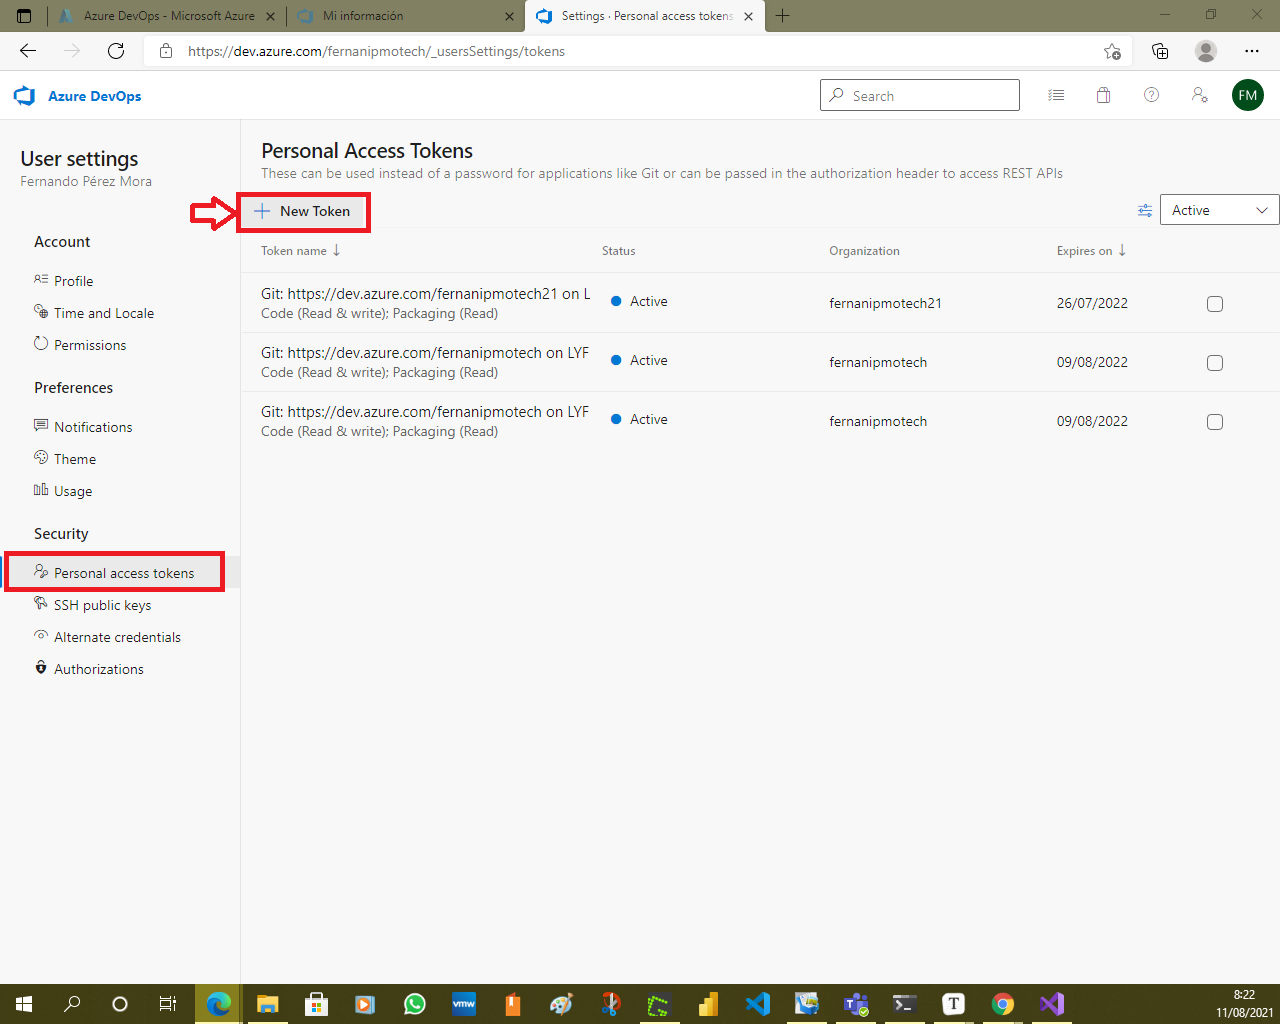 Azure DevOps - Microsoft Azure
Mi información
Settings · Personal access tokens
https://dev.azure.com/fernanipmotech/_usersSettings/tokens
Azure DevOps
Search
FM
User settings
Fernando Pérez Mora
Account
Profile
Time and Locale
Permissions
Preferences
Notifications
Theme
Usage
Security
Personal access tokens
SSH public keys
Alternate credentials
Authorizations
Personal Access Tokens
These can be used instead of a password for applications like Git or can be passed in the authorization header to access REST APIs
New Token
Active
Token name ↓ Status Organization Expires on ↓
Git: https://dev.azure.com/fernanipmotech21 on L
Code (Read & write); Packaging (Read)
Active
fernanipmotech21
26/07/2022
Git: https://dev.azure.com/fernanipmotech on LYF
Code (Read & write); Packaging (Read)
Active
fernanipmotech
09/08/2022
Git: https://dev.azure.com/fernanipmotech on LYF
Code (Read & write); Packaging (Read)
Active
fernanipmotech
09/08/2022
vmw
T
8:22
11/08/2021